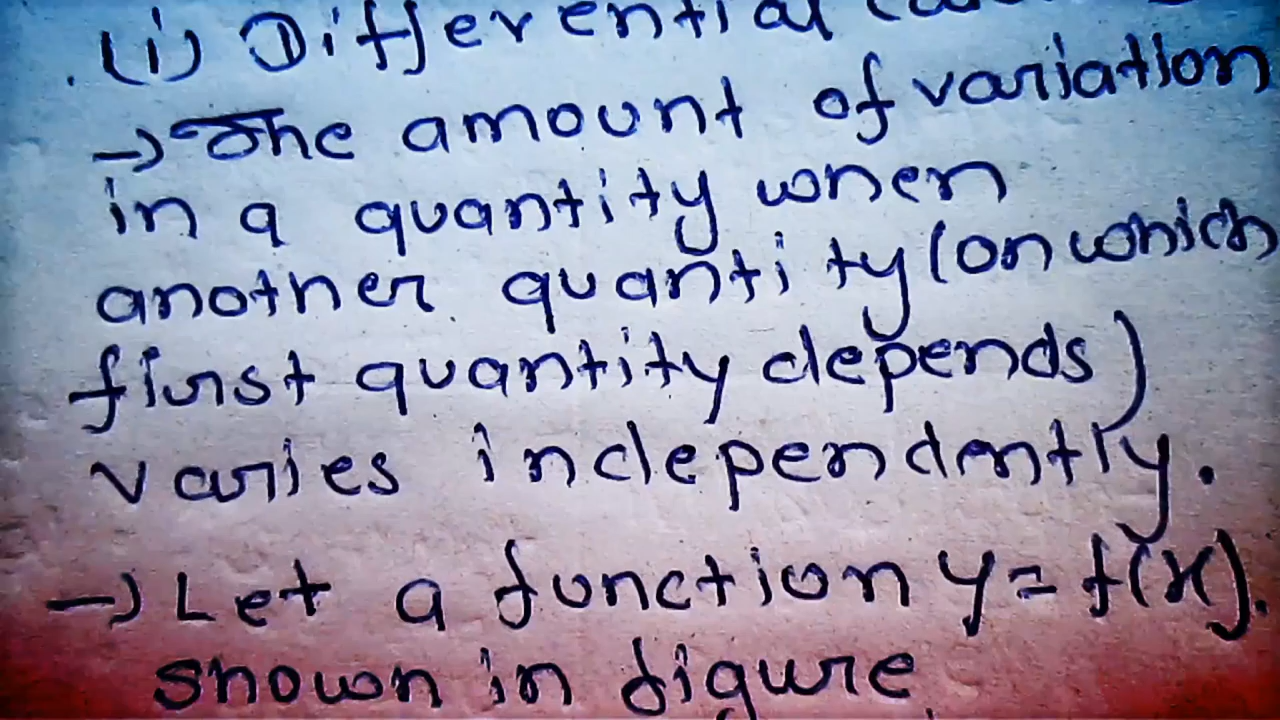 (i) Differential
→ The amount of variation
in a quantity when
another quantity (on which
first quantity depends)
varies independently.
→ Let a function y = f(x).
shown in figure